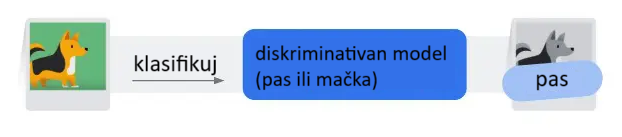 klasifikuj
diskriminativan model
(pas ili mačka)
pas